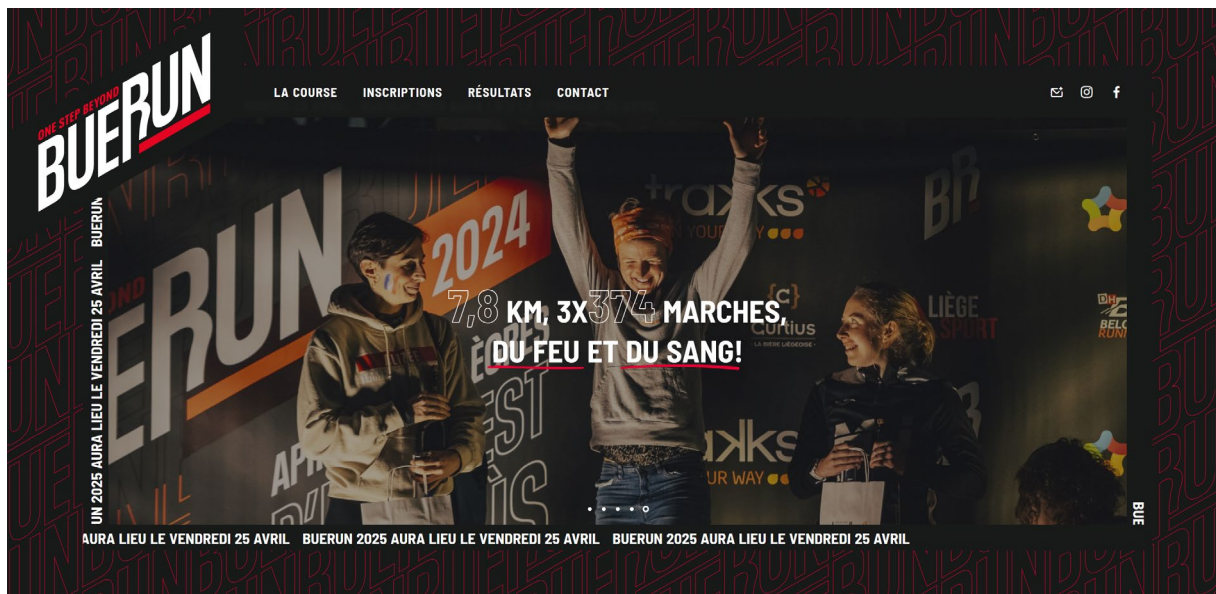 ONE STEP BEYOND
BUERUN
LA COURSE
INSCRIPTIONS
RÉSULTATS
CONTACT
2024
ERUN
traxks
YOUR WAY
BR
LIÈGE
SPORT
{C}
Curtius
LA BIÈRE LIÉGEOISE
DH
BELG
RUNN
7,8 KM, 3X374 MARCHES,
DU FEU ET DU SANG!
UR WAY
UN 2025 AURA LIEU LE VENDREDI 25 AVRIL BUERUN
BUE
AURA LIEU LE VENDREDI 25 AVRIL BUERUN 2025 AURA LIEU LE VENDREDI 25 AVRIL BUERUN 2025 AURA LIEU LE VENDREDI 25 AVRIL